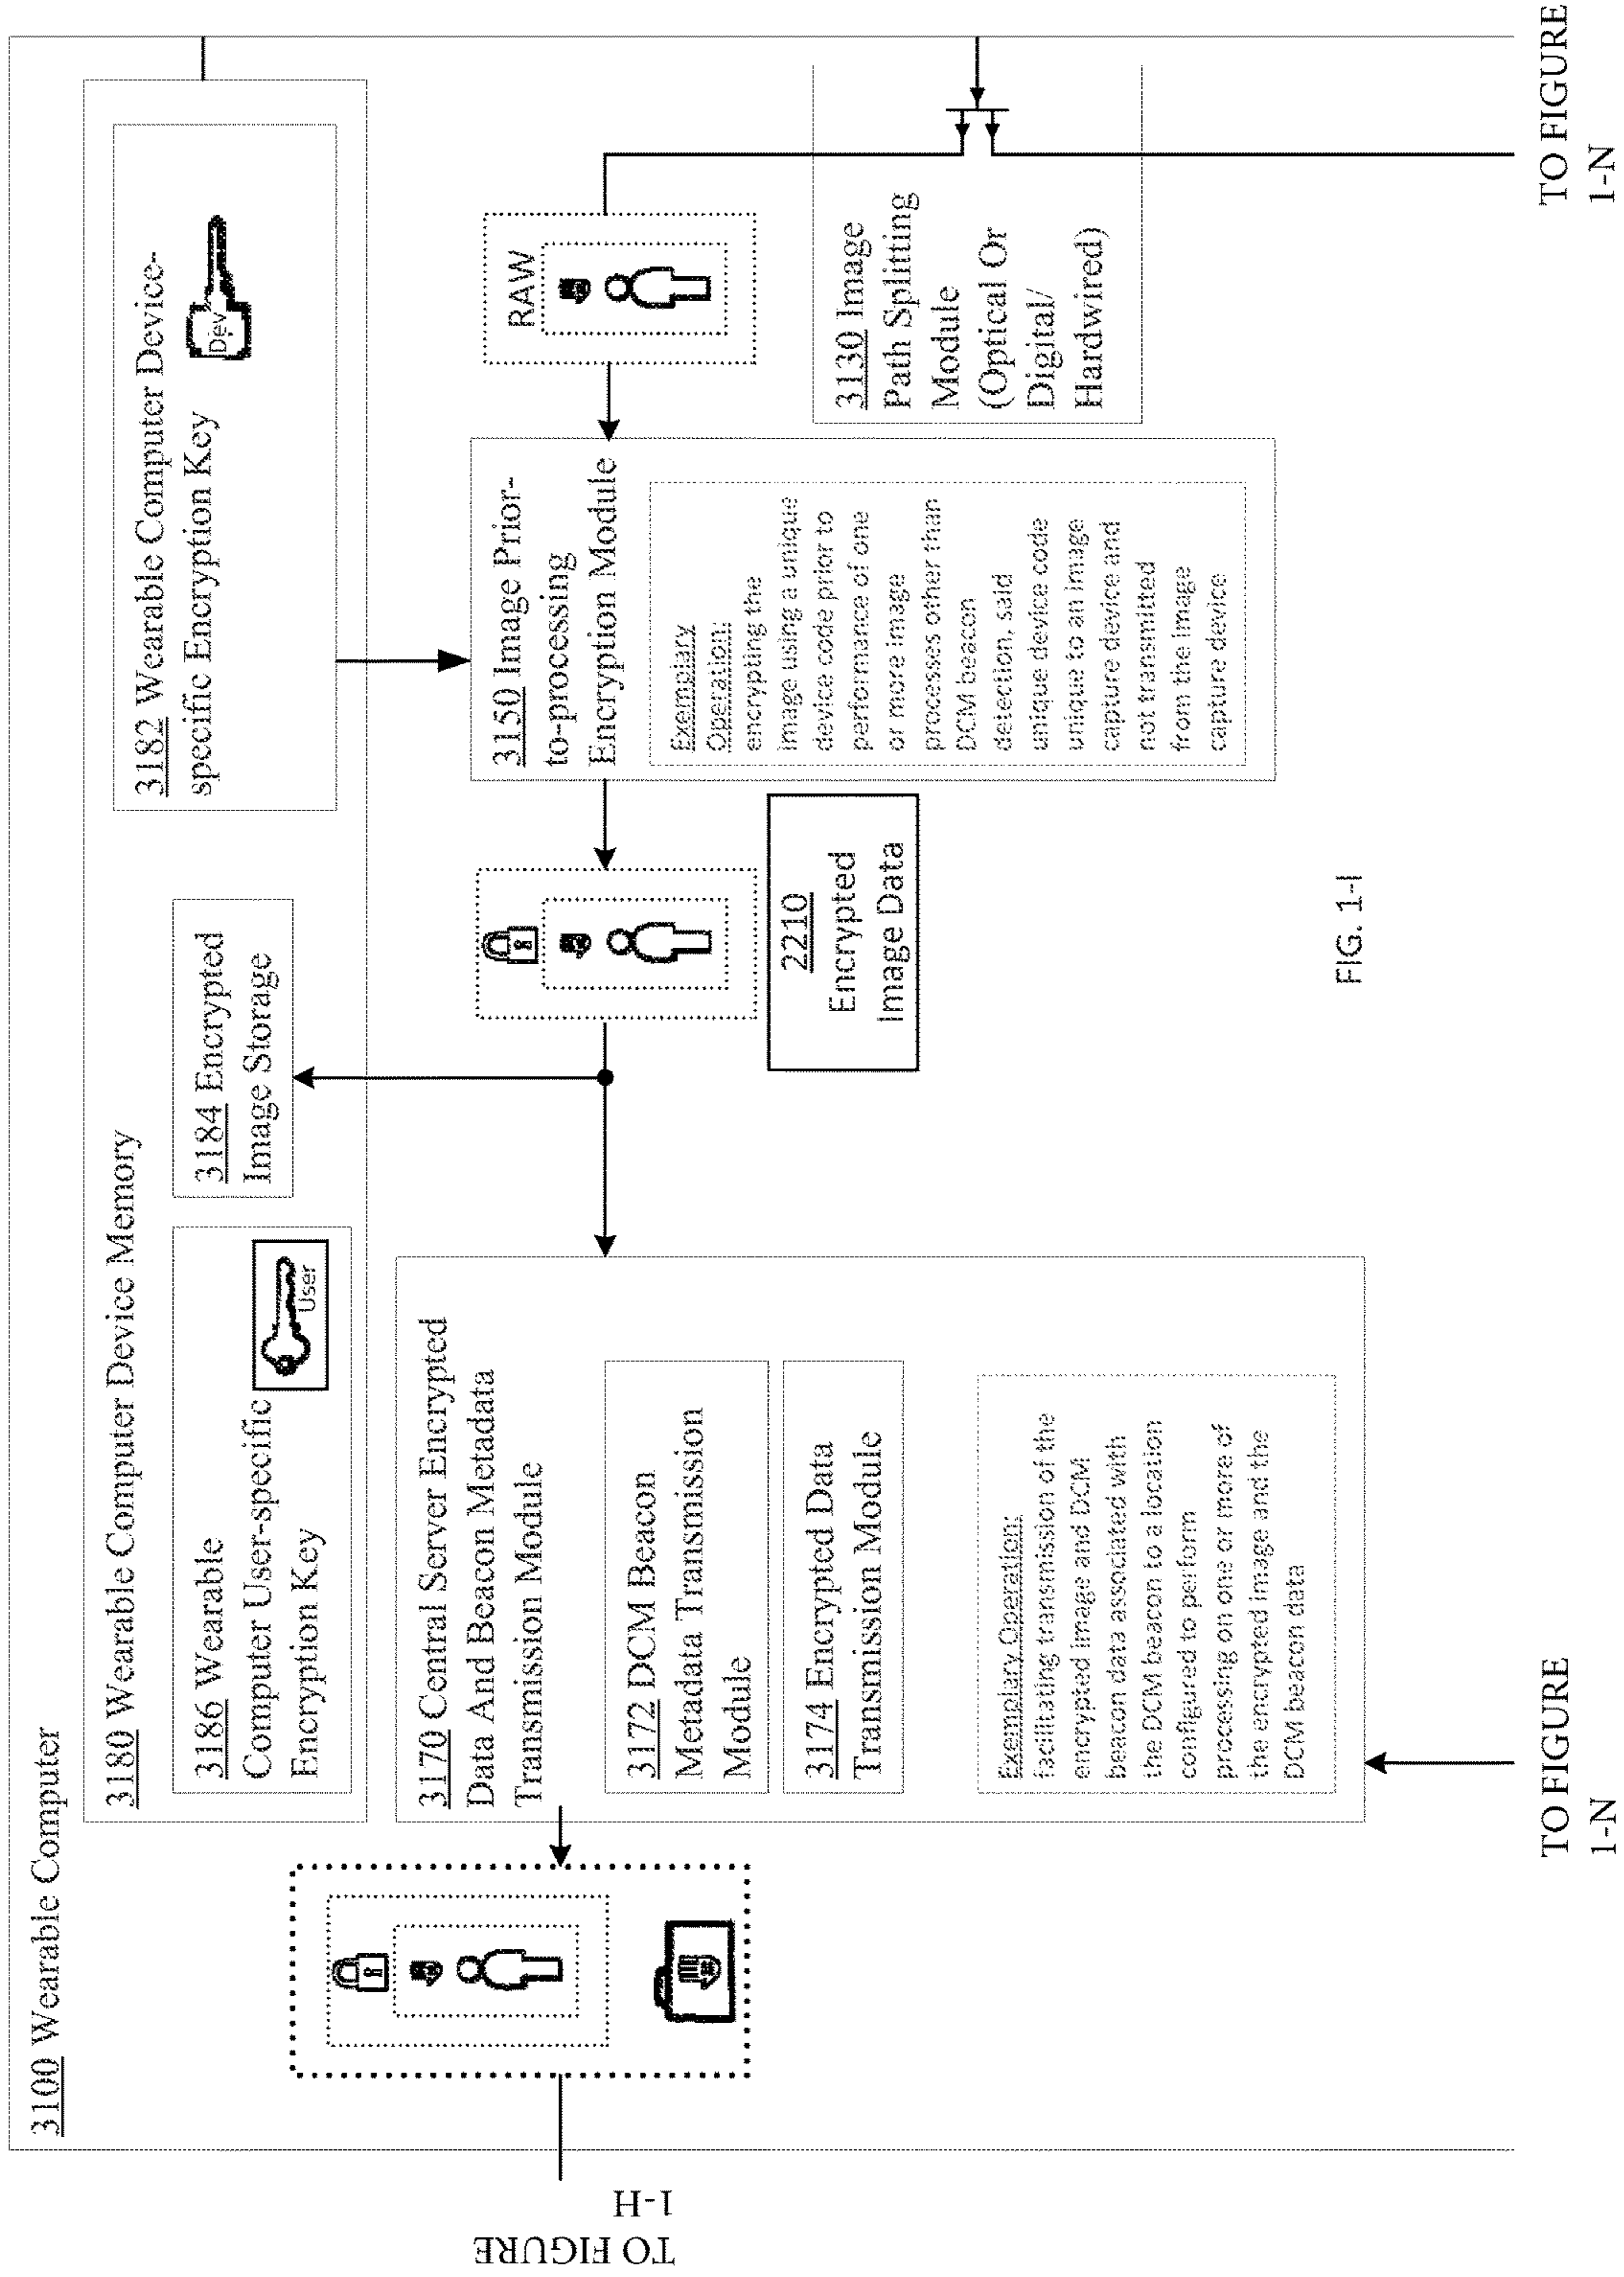 3100 Wearable Computer
3180 Wearable Computer Device Memory
3186 Wearable
Computer User-specific
Encryption Key
User
3184 Encrypted
Image Storage
3182 Wearable Computer Device-
specific Encryption Key
Dev
3170 Central Server Encrypted
Data And Beacon Metadata
Transmission Module
3172 DCM Beacon
Metadata Transmission
Module
3174 Encrypted Data
Transmission Module
Exemplary Operation:
facilitating transmission of the
encrypted image and DCM
beacon data associated with
the DCM beacon to a location
configured to perform
processing on one or more of
the encrypted image and the
DCM beacon data
2210
Encrypted
Image Data
3150 Image Prior-
to-processing
Encryption Module
Exemplary
Operation:
encrypting the
image using a unique
device code prior to
performance of one
or more image
processes other than
DCM beacon
detection, said
unique device code
unique to an image
capture device and
not transmitted
from the image
capture device
RAW
3130 Image
Path Splitting
Module
(Optical Or
Digital/
Hardwired)
TO FIGURE
1-H
TO FIGURE
1-N
TO FIGURE
1-N
FIG. 1-I